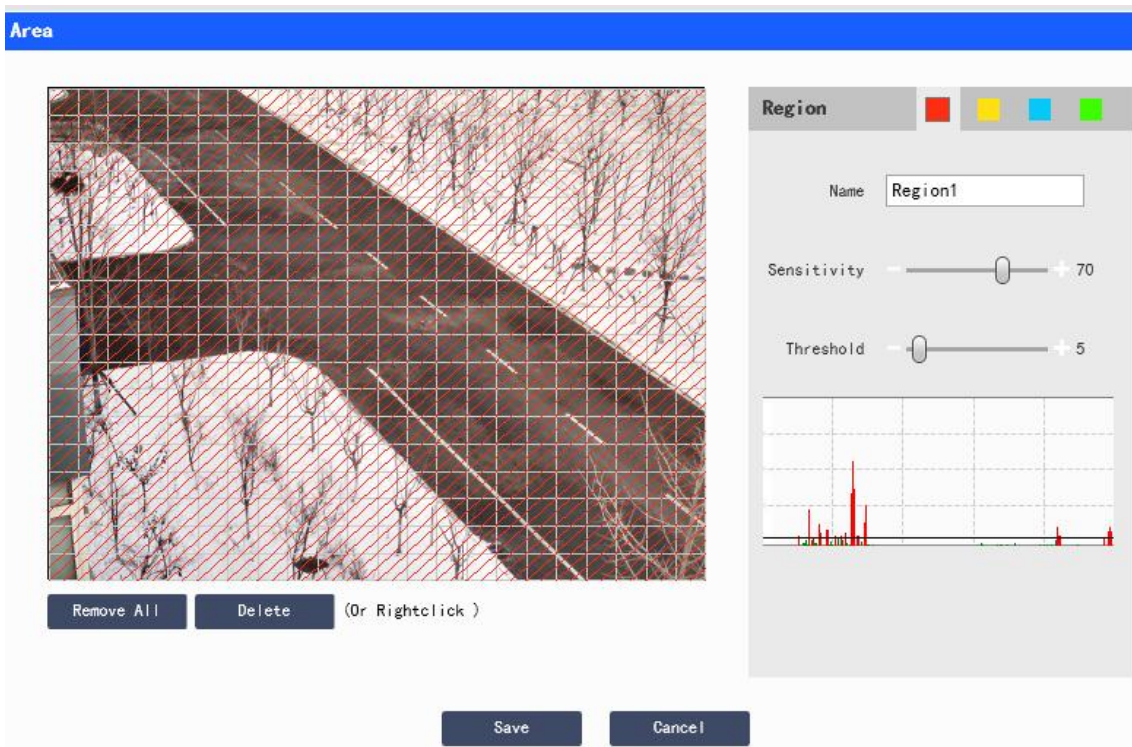 Area
Region
Name Region1
Sensitivity - + 70
Threshold - + 5
Remove All Delete (Or Rightclick )
Save Cancel